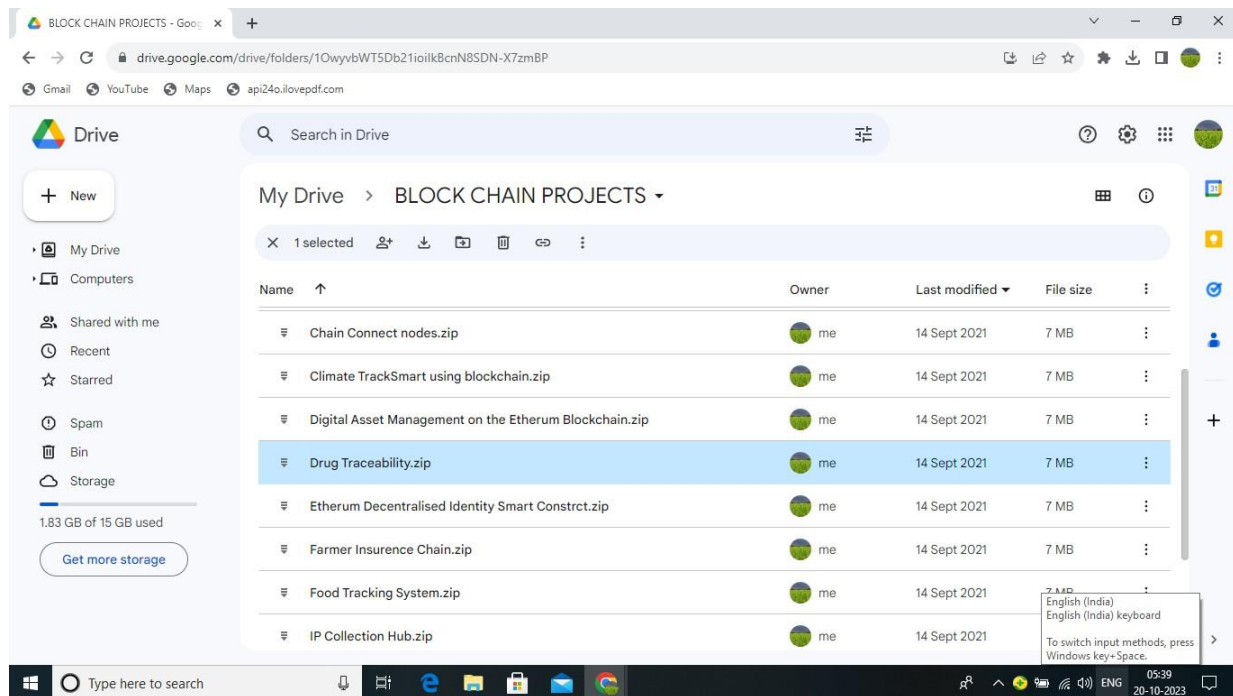 BLOCK CHAIN PROJECTS - Goog
drive.google.com/drive/folders/1OwyvbWT5Db21ioiIkBcnN8SDN-X7zmBP
Gmail YouTube Maps api24o.ilovepdf.com
Drive
Search in Drive
New
My Drive > BLOCK CHAIN PROJECTS
31
1 selected
My Drive
Computers
Shared with me
Recent
Starred
Spam
Bin
Storage
1.83 GB of 15 GB used
Get more storage
Name Owner Last modified File size
Chain Connect nodes.zip me 14 Sept 2021 7 MB
Climate TrackSmart using blockchain.zip me 14 Sept 2021 7 MB
Digital Asset Management on the Etherum Blockchain.zip me 14 Sept 2021 7 MB
Drug Traceability.zip me 14 Sept 2021 7 MB
Etherum Decentralised Identity Smart Constrct.zip me 14 Sept 2021 7 MB
Farmer Insurence Chain.zip me 14 Sept 2021 7 MB
Food Tracking System.zip me 14 Sept 2021 7 MB
IP Collection Hub.zip me 14 Sept 2021
English (India)
English (India) keyboard
To switch input methods, press
Windows key+Space.
Type here to search
ENG
05:39
20-10-2023